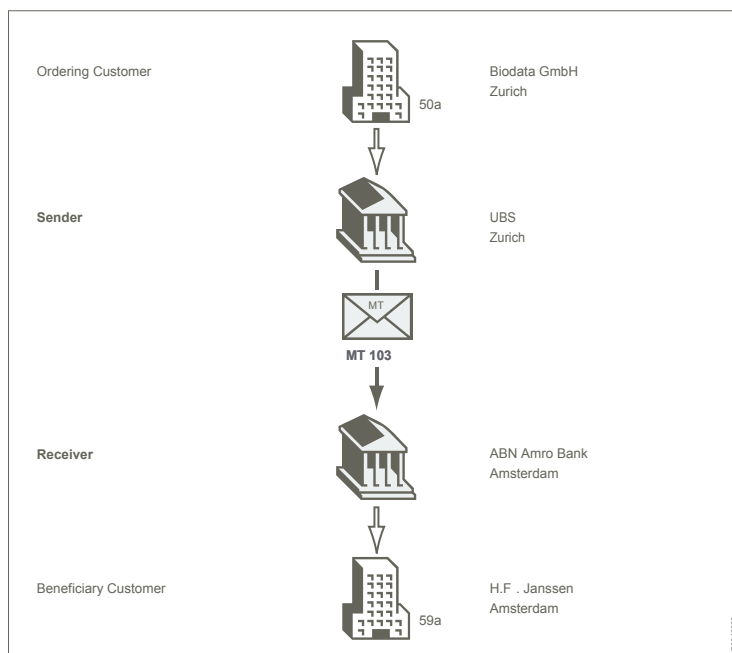 Ordering Customer
50a
Biodata GmbH
Zurich
Sender
UBS
Zurich
MT
MT 103
Receiver
ABN Amro Bank
Amsterdam
Beneficiary Customer
59a
H.F . Janssen
Amsterdam